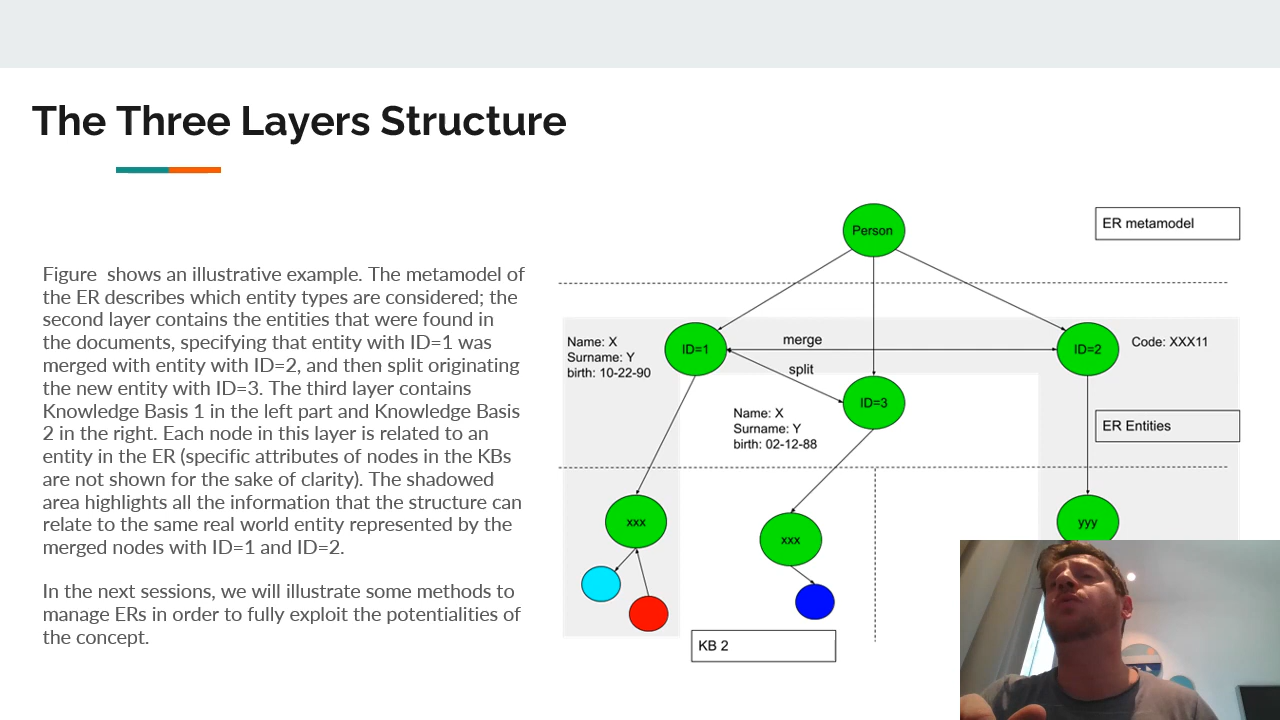 The Three Layers Structure
Figure  shows an illustrative example. The metamodel of
the ER describes which entity types are considered; the
second layer contains the entities that were found in
the documents, specifying that entity with ID=1 was
merged with entity with ID=2, and then split originating
the new entity with ID=3. The third layer contains
Knowledge Basis 1 in the left part and Knowledge Basis
2 in the right. Each node in this layer is related to an
entity in the ER (specific attributes of nodes in the KBs
are not shown for the sake of clarity). The shadowed
area highlights all the information that the structure can
relate to the same real world entity represented by the
merged nodes with ID=1 and ID=2.
In the next sessions, we will illustrate some methods to
manage ERs in order to fully exploit the potentialities of
the concept.
Person
ER metamodel
Name: X
Surname: Y
birth: 10-22-90
ID=1
merge
split
ID=2
Code: XXX11
ID=3
Name: X
Surname: Y
birth: 02-12-88
ER Entities
xxx
xxx
yyy
KB 2